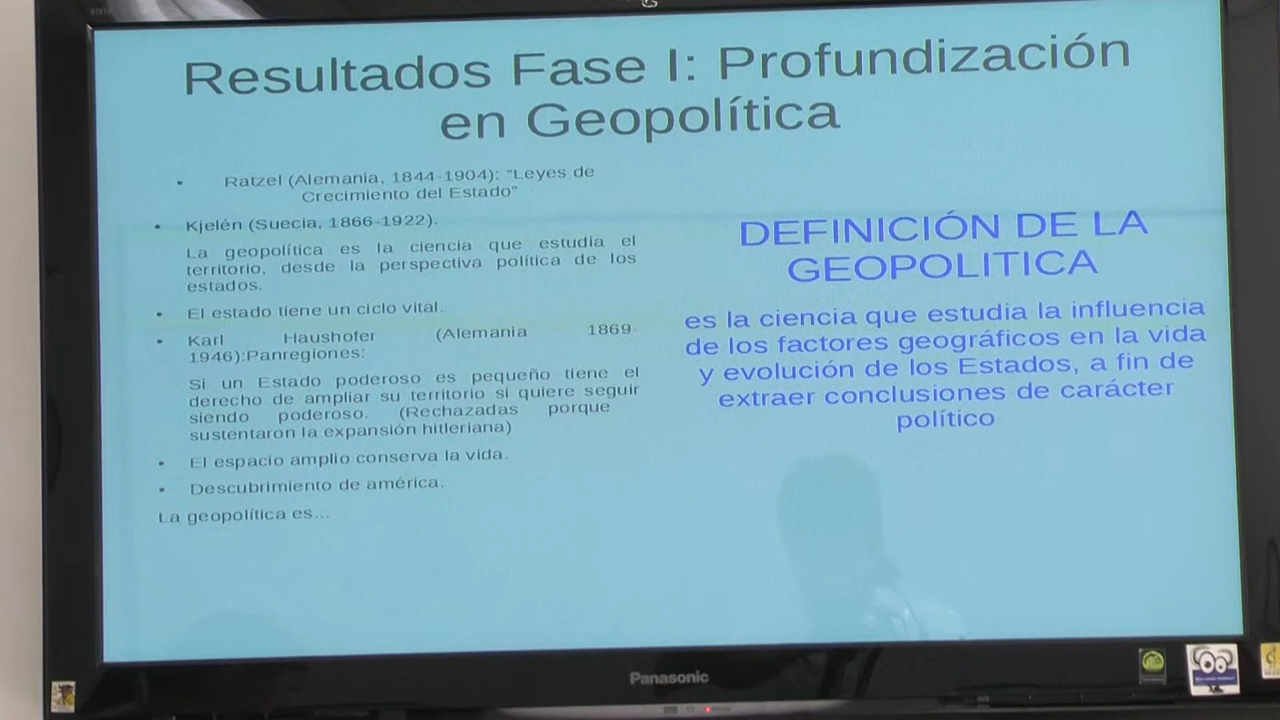 Resultados Fase I: Profundización
en Geopolítica
• Ratzel (Alemania, 1844-1904): "Leyes de
Crecimiento del Estado"
• Kjelén (Suecia, 1866-1922).
La geopolítica es la ciencia que estudia el
territorio, desde la perspectiva política de los
estados.
• El estado tiene un ciclo vital.
• Karl Haushofer (Alemania 1869-
1946):Panregiones:
Si un Estado poderoso es pequeño tiene el
derecho de ampliar su territorio si quiere seguir
siendo poderoso. (Rechazadas porque
sustentaron la expansión hitleriana)
• El espacio amplio conserva la vida.
• Descubrimiento de américa.
La geopolítica es...
DEFINICIÓN DE LA
GEOPOLITICA
es la ciencia que estudia la influencia
de los factores geográficos en la vida
y evolución de los Estados, a fin de
extraer conclusiones de carácter
político
Panasonic